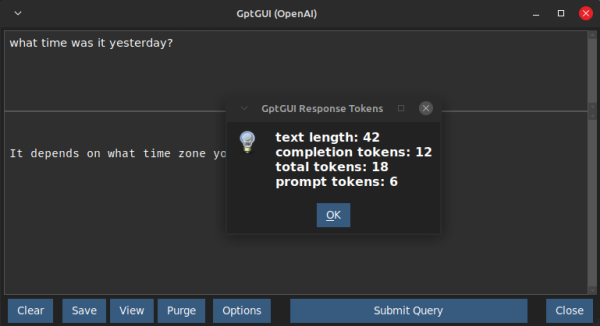 GptGUI (OpenAI)
what time was it yesterday?
GptGUI Response Tokens
text length: 42
completion tokens: 12
total tokens: 18
prompt tokens: 6
OK
It depends on what time zone yo
Clear Save View Purge Options Submit Query Close